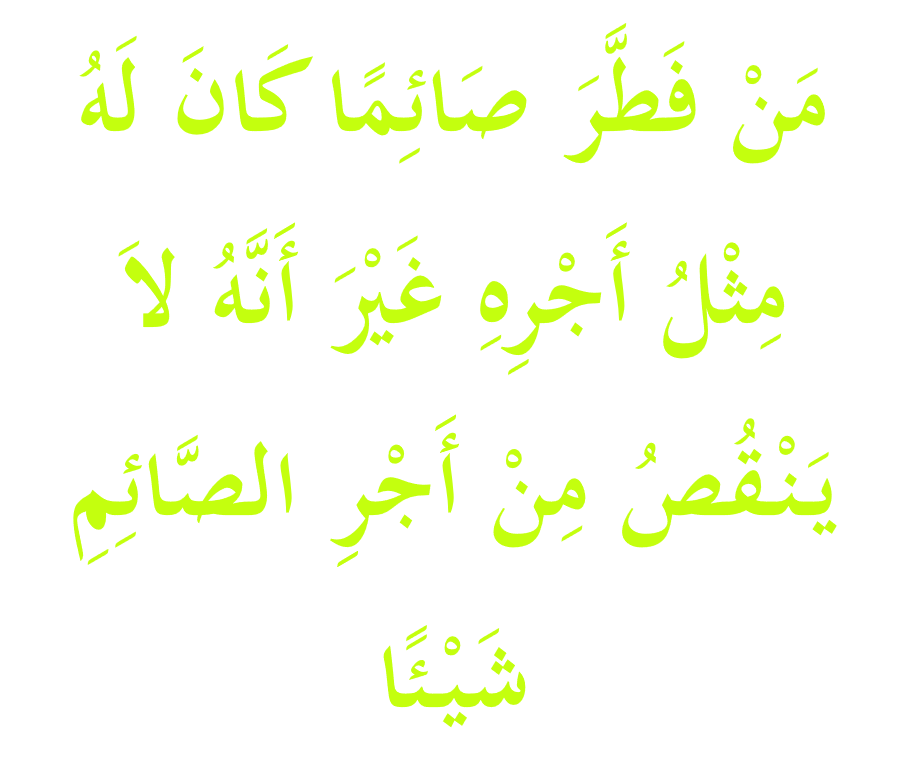 مَنْ فَطَّرَ صَائِمًا كَانَ لَهُ
مِثْلُ أَجْرِهِ غَيْرَ أَنَّهُ لاَ
يَنْقُصُ مِنْ أَجْرِ الصَّائِمِ
شَيْئًا